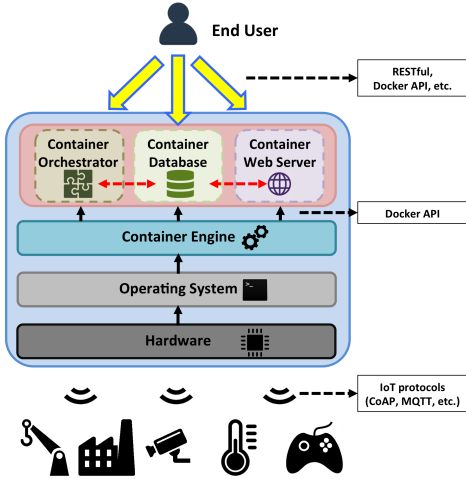 End User
RESTful,
Docker API, etc.
Container
Orchestrator
Container
Database
Container
Web Server
Docker API
Container Engine
Operating System
>_
Hardware
IoT protocols
(CoAP, MQTT, etc.)